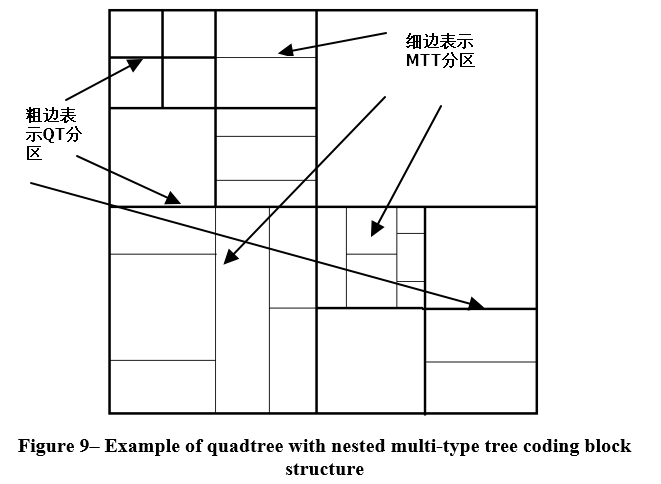 细边表示
MTT分区
粗边表
示QT分
区
Figure 9– Example of quadtree with nested multi-type tree coding block
structure